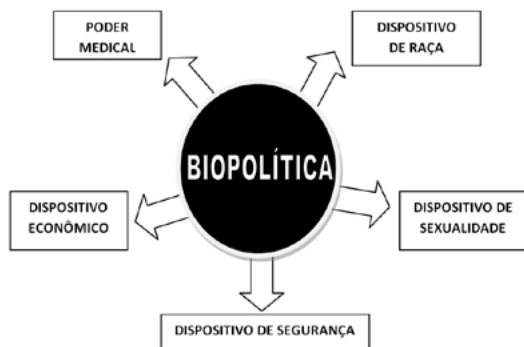 PODER
MEDICAL
DISPOSITIVO
DE RAÇA
BIOPOLÍTICA
DISPOSITIVO
ECONÔMICO
DISPOSITIVO DE
SEXUALIDADE
DISPOSITIVO DE SEGURANÇA